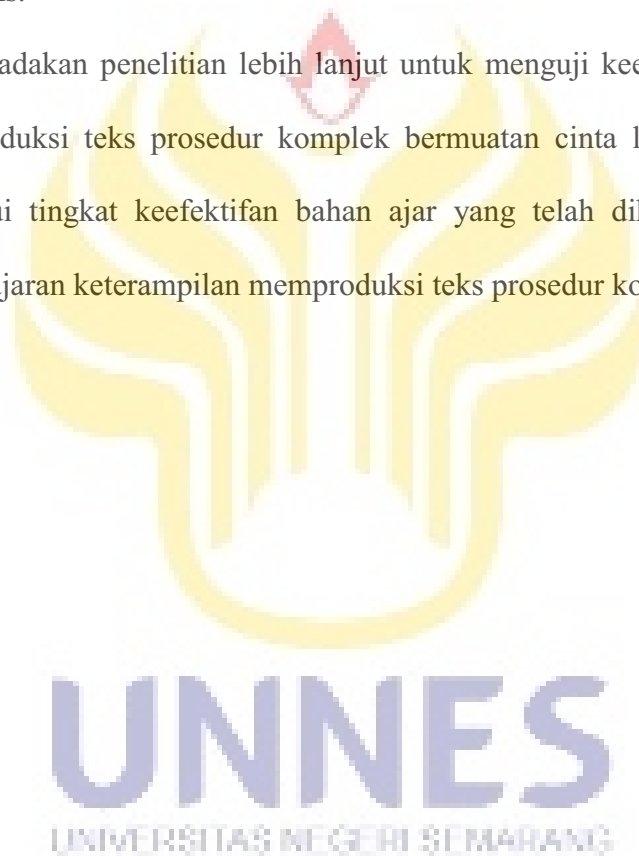 adakan penelitian lebih lanjut untuk menguji kee
duksi teks prosedur komplek bermuatan cinta l
i tingkat keefektifan bahan ajar yang telah dil
ajaran keterampilan memproduksi teks prosedur ko
UNNES
UNIVERSITAS NEGERI SEMARANG